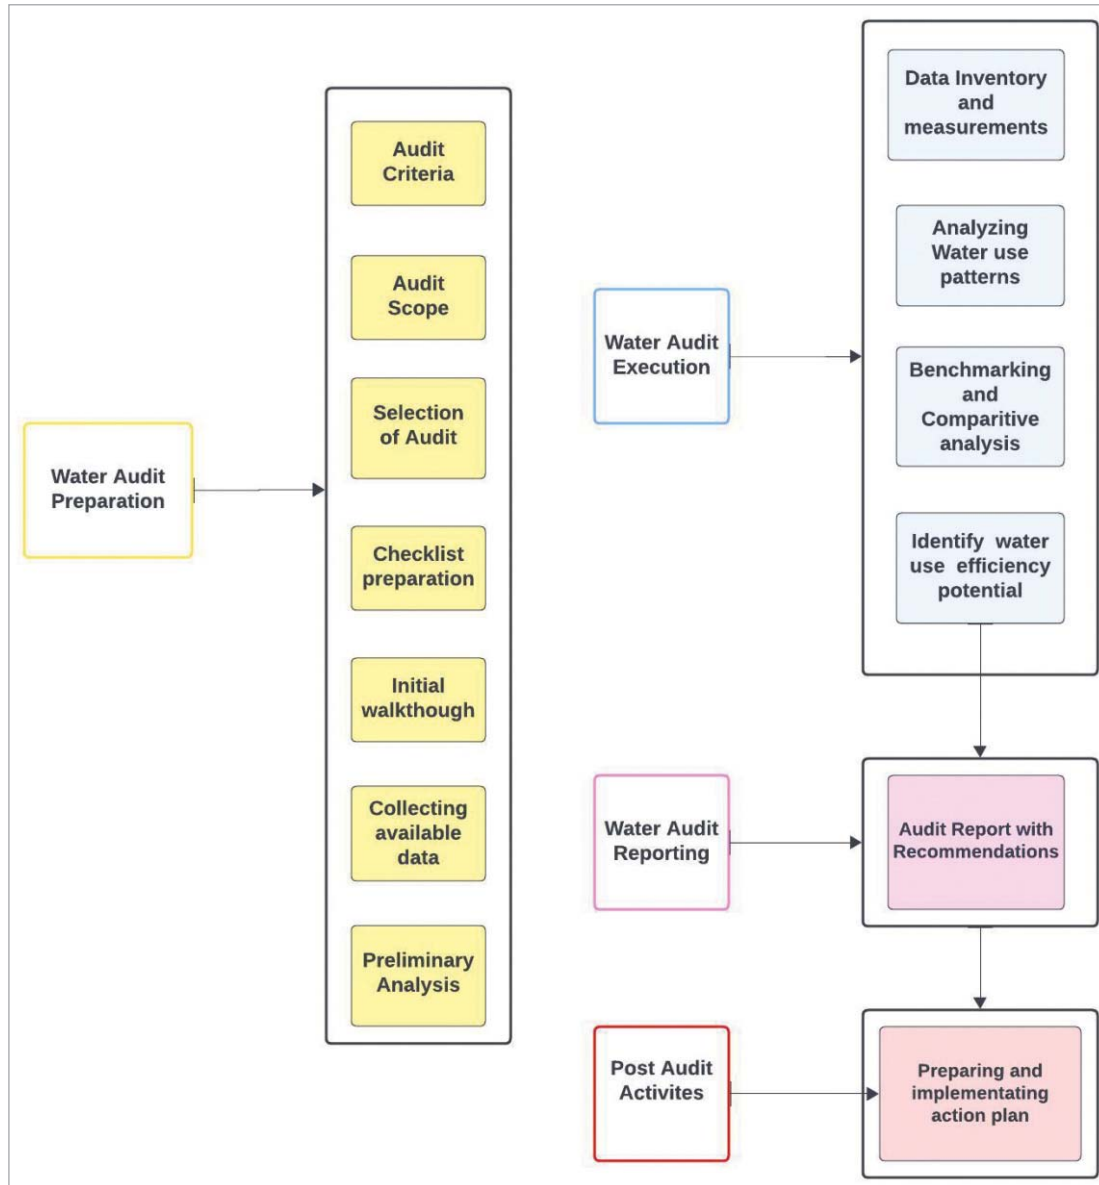 Water Audit
Preparation
Audit
Criteria
Audit
Scope
Selection
of Audit
Checklist
preparation
Initial
walkthough
Collecting
available
data
Preliminary
Analysis
Water Audit
Execution
Data Inventory
and
measurements
Analyzing
Water use
patterns
Benchmarking
and
Comparitive
analysis
Identify water
use efficiency
potential
Water Audit
Reporting
Audit Report with
Recommendations
Post Audit
Activites
Preparing and
implementating
action plan